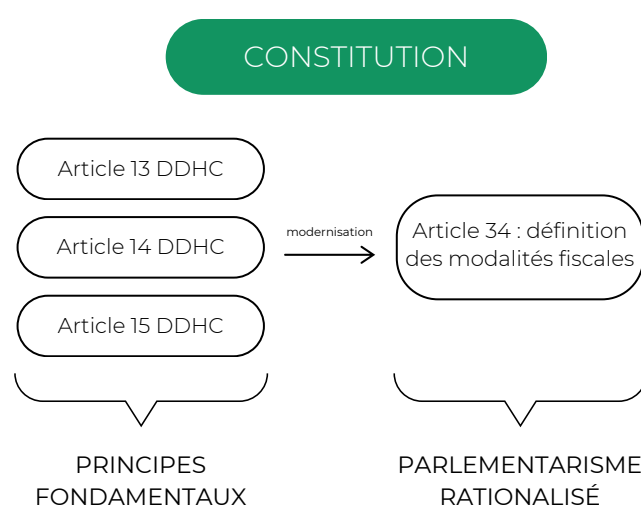 CONSTITUTION
Article 13 DDHC
Article 14 DDHC
Article 15 DDHC
modernisation
Article 34 : définition
des modalités fiscales
PRINCIPES
FONDAMENTAUX
PARLEMENTARISME
RATIONALISÉ